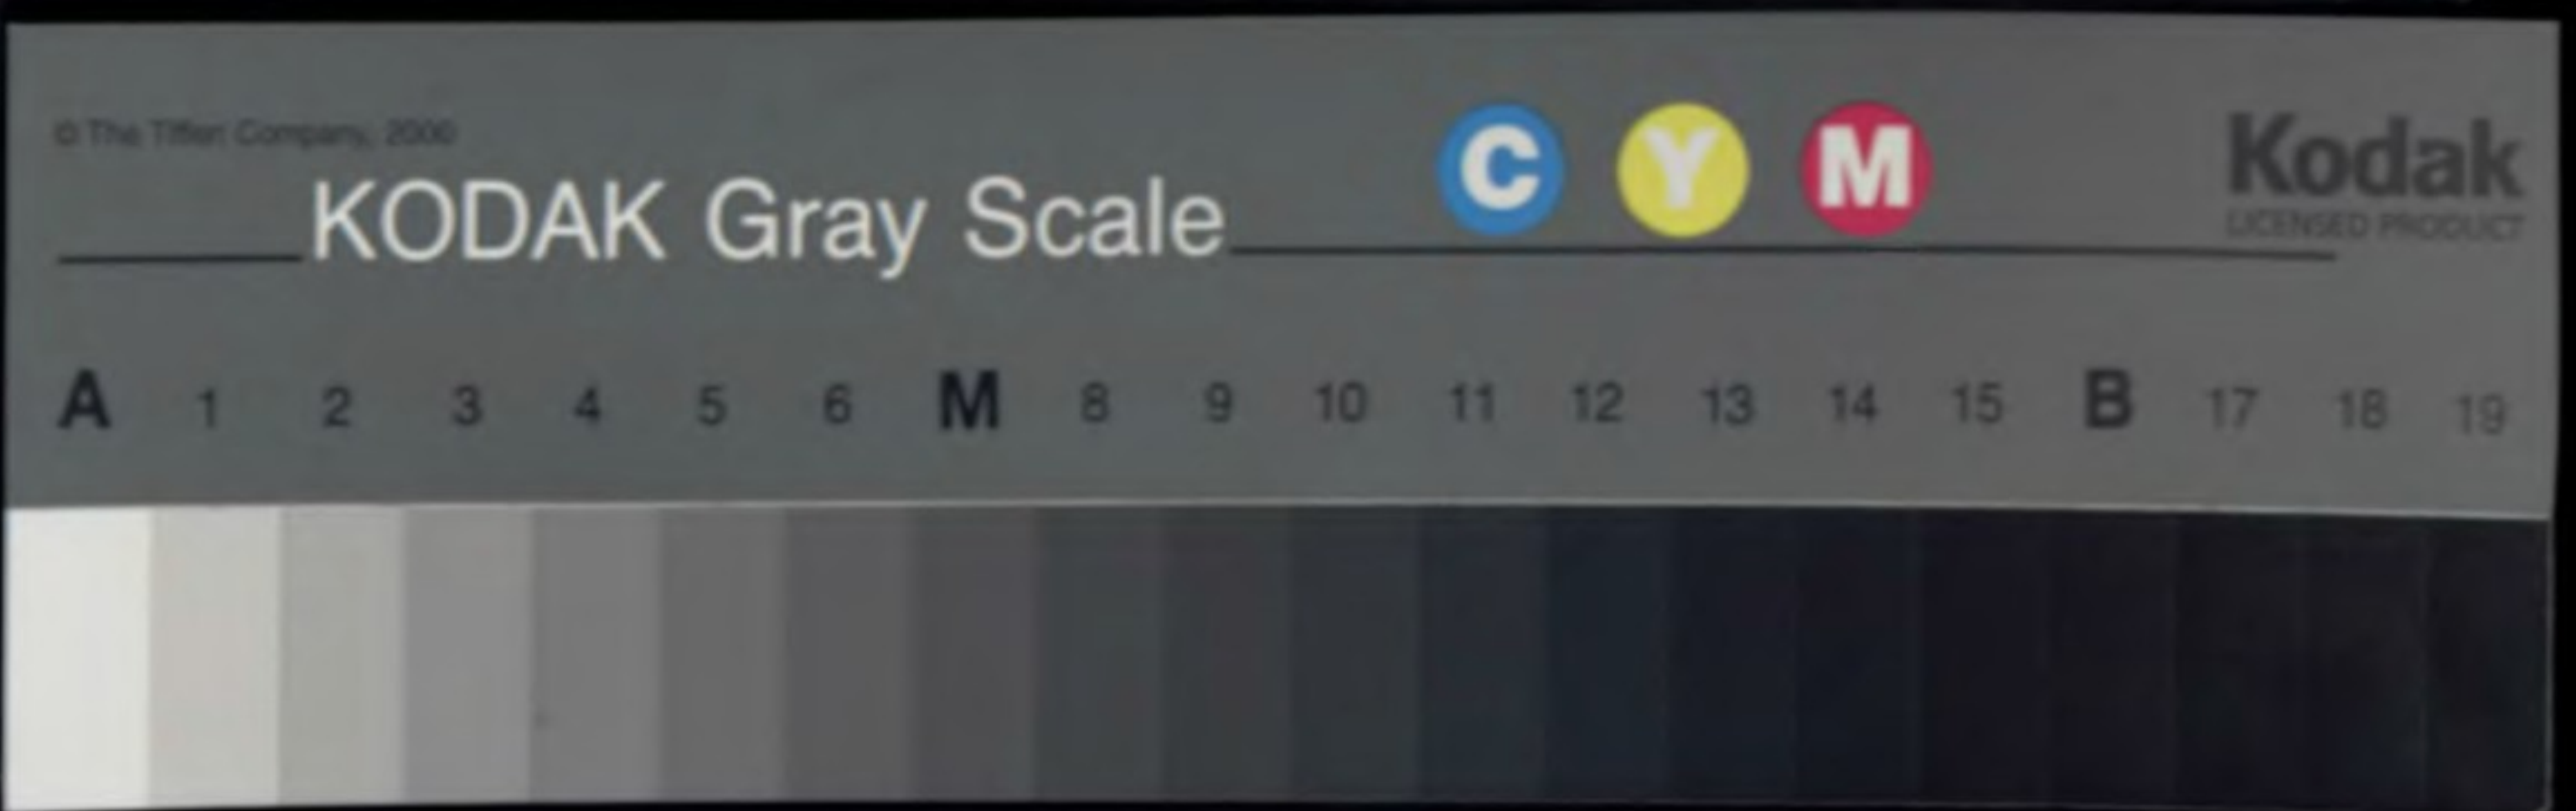 © The Tiffen Company, 2000
KODAK Gray Scale
C Y M
Kodak
LICENSED PRODUCT
A 1 2 3 4 5 6 M 8 9 10 11 12 13 14 15 B 17 18 19